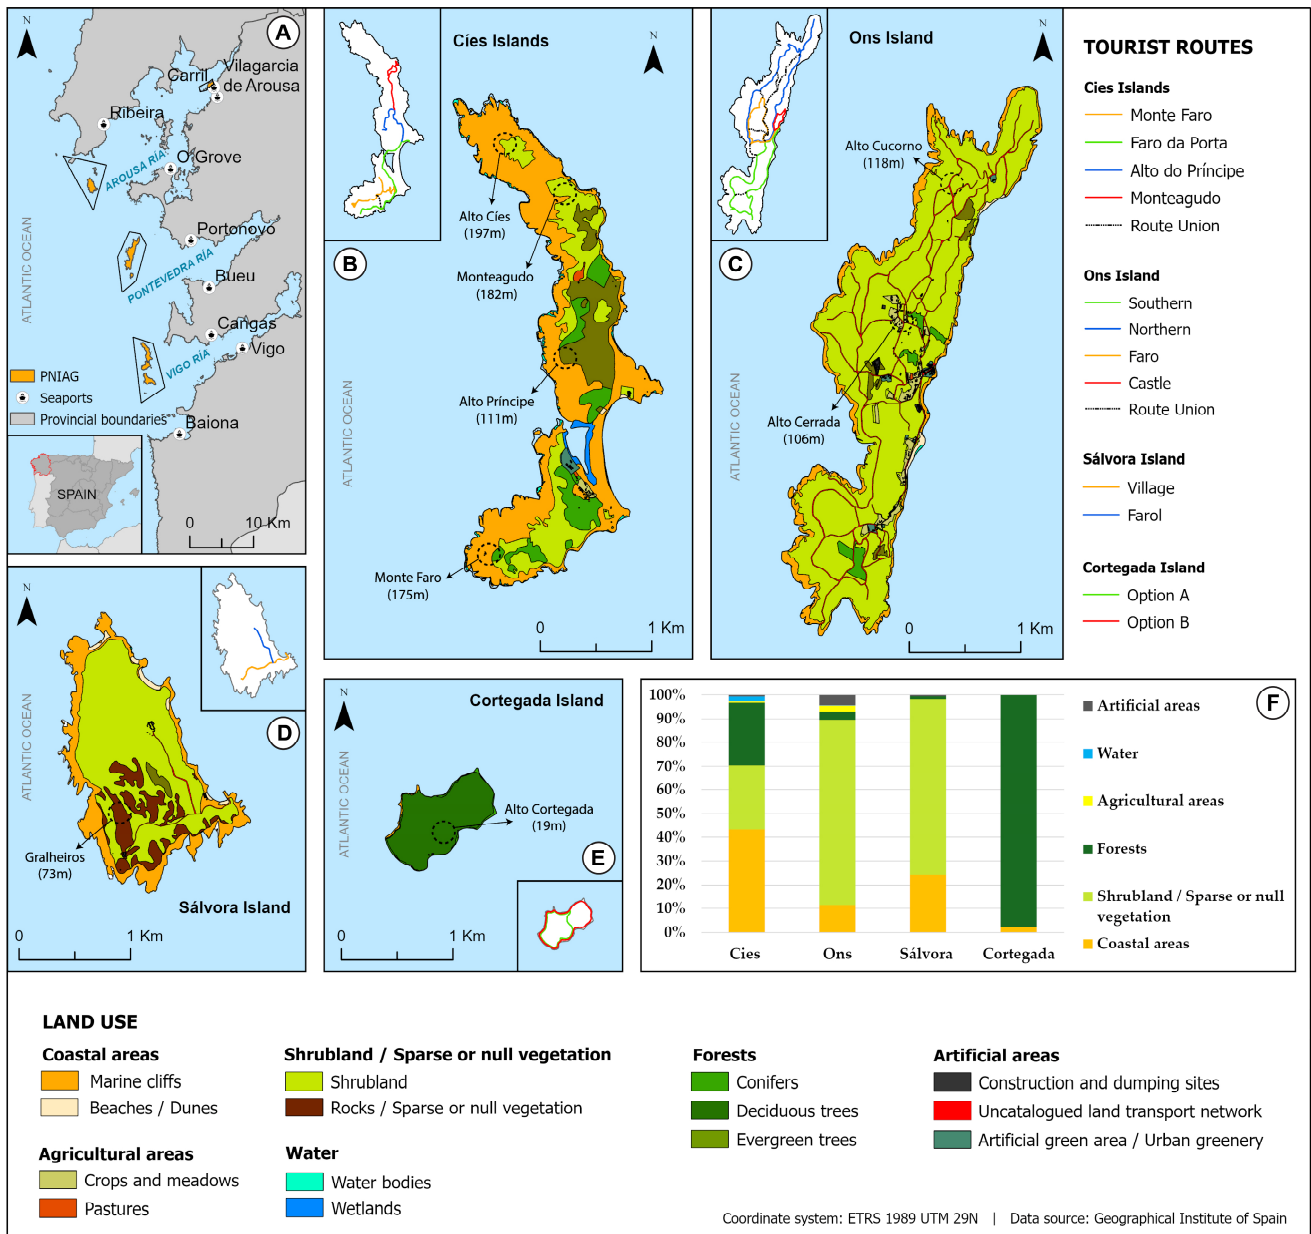 N
A
Carril
Vilagarcia
de Arousa
Ribeira
AROUSA RÍA
O'Grove
ATLANTIC OCEAN
Portonovo
PONTEVEDRA RÍA
Bueu
Cangas
VIGO RÍA
Vigo
PNIAG
Seaports
Provincial boundaries
Baiona
SPAIN
0 10 Km
Cíes Islands
N
Alto Cíes
(197m)
B
Monteagudo
(182m)
ATLANTIC OCEAN
Alto Príncipe
(111m)
Monte Faro
(175m)
0 1 Km
Ons Island
N
Alto Cucorno
(118m)
C
ATLANTIC OCEAN
Alto Cerrada
(106m)
0 1 Km
TOURIST ROUTES
Cies Islands
Monte Faro
Faro da Porta
Alto do Príncipe
Monteagudo
Route Union
Ons Island
Southern
Northern
Faro
Castle
Route Union
Sálvora Island
Village
Farol
Cortegada Island
Option A
Option B
N
ATLANTIC OCEAN
D
Gralheiros
(73m)
Sálvora Island
0 1 Km
N
Cortegada Island
ATLANTIC OCEAN
Alto Cortegada
(19m)
E
0 1 Km
F
100%
90%
80%
70%
60%
50%
40%
30%
20%
10%
0%
Cies Ons Sálvora Cortegada
Artificial areas
Water
Agricultural areas
Forests
Shrubland / Sparse or null
vegetation
Coastal areas
LAND USE
Coastal areas
Marine cliffs
Beaches / Dunes
Agricultural areas
Crops and meadows
Pastures
Shrubland / Sparse or null vegetation
Shrubland
Rocks / Sparse or null vegetation
Water
Water bodies
Wetlands
Forests
Conifers
Deciduous trees
Evergreen trees
Artificial areas
Construction and dumping sites
Uncatalogued land transport network
Artificial green area / Urban greenery
Coordinate system: ETRS 1989 UTM 29N | Data source: Geographical Institute of Spain